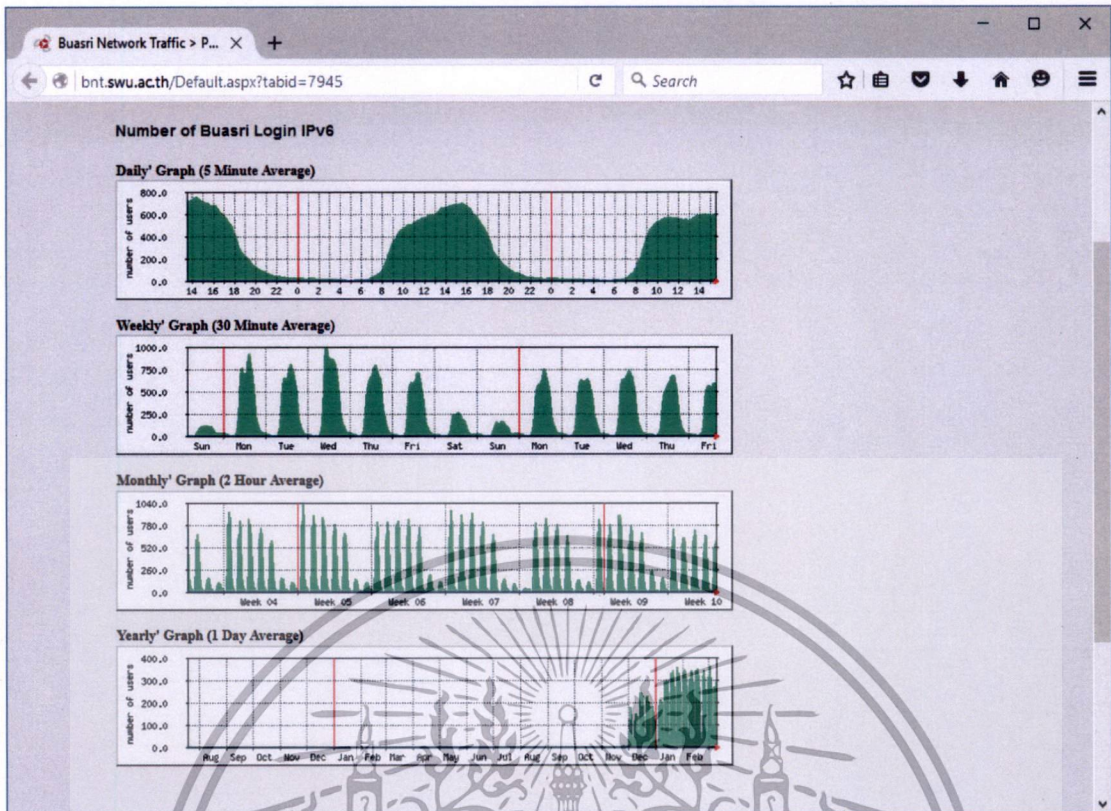 Buasri Network Traffic > P...
bnt.swu.ac.th/Default.aspx?tabid=7945
Search
Number of Buasri Login IPv6
Daily' Graph (5 Minute Average)
number of users
800.0
600.0
400.0
200.0
0.0
14 16 18 20 22 0 2 4 6 8 10 12 14 16 18 20 22 0 2 4 6 8 10 12 14
Weekly' Graph (30 Minute Average)
number of users
1000.0
750.0
500.0
250.0
0.0
Sun Mon Tue Wed Thu Fri Sat Sun Mon Tue Wed Thu Fri
Monthly' Graph (2 Hour Average)
number of users
1040.0
780.0
520.0
260.0
0.0
Week 04 Week 05 Week 06 Week 07 Week 08 Week 09 Week 10
Yearly' Graph (1 Day Average)
number of users
400.0
300.0
200.0
100.0
0.0
Aug Sep Oct Nov Dec Jan Feb Mar Apr May Jun Jul Aug Sep Oct Nov Dec Jan Feb